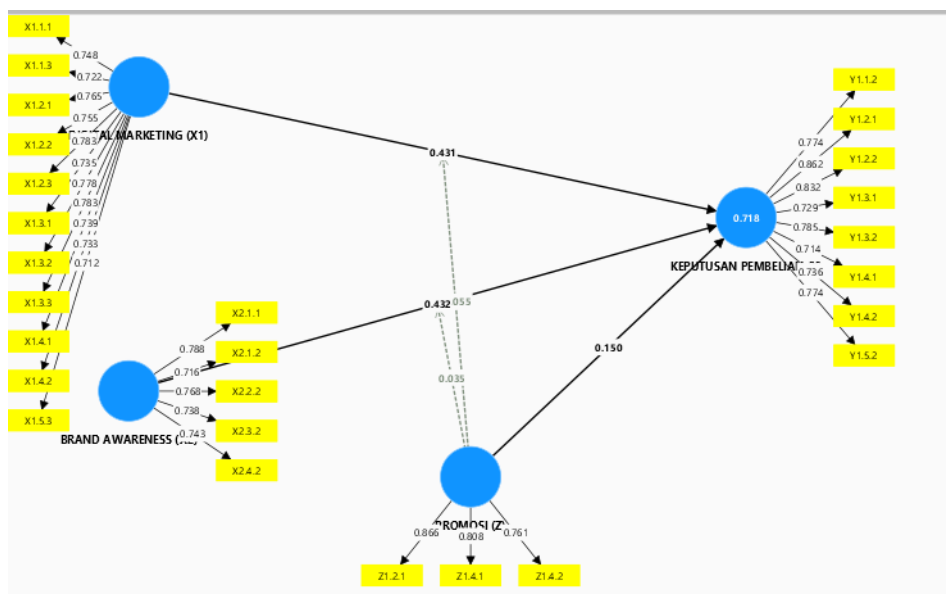 X1.1.1
0.748
X1.1.3
0.722
X1.2.1
0.765
0.755
X1.2.2
0.783
X1.2.3
0.735
0.778
X1.3.1
0.783
X1.3.2
0.739
0.733
X1.3.3
0.712
X1.4.1
X1.4.2
X1.5.3
MARKETING (X1)
0.431
BRAND AWARENESS
X2.1.1
0.788
X2.1.2
0.716
X2.2.2
0.768
X2.3.2
0.738
X2.4.2
0.743
0.432
0.035
0.150
PROMOSI (Z)
0.866
0.808
0.761
Z1.2.1
Z1.4.1
Z1.4.2
0.718
KEPUTUSAN
Y1.1.2
0.774
Y1.2.1
0.862
Y1.2.2
0.832
Y1.3.1
0.729
Y1.3.2
0.785
Y1.4.1
0.714
Y1.4.2
0.736
Y1.5.2
0.774